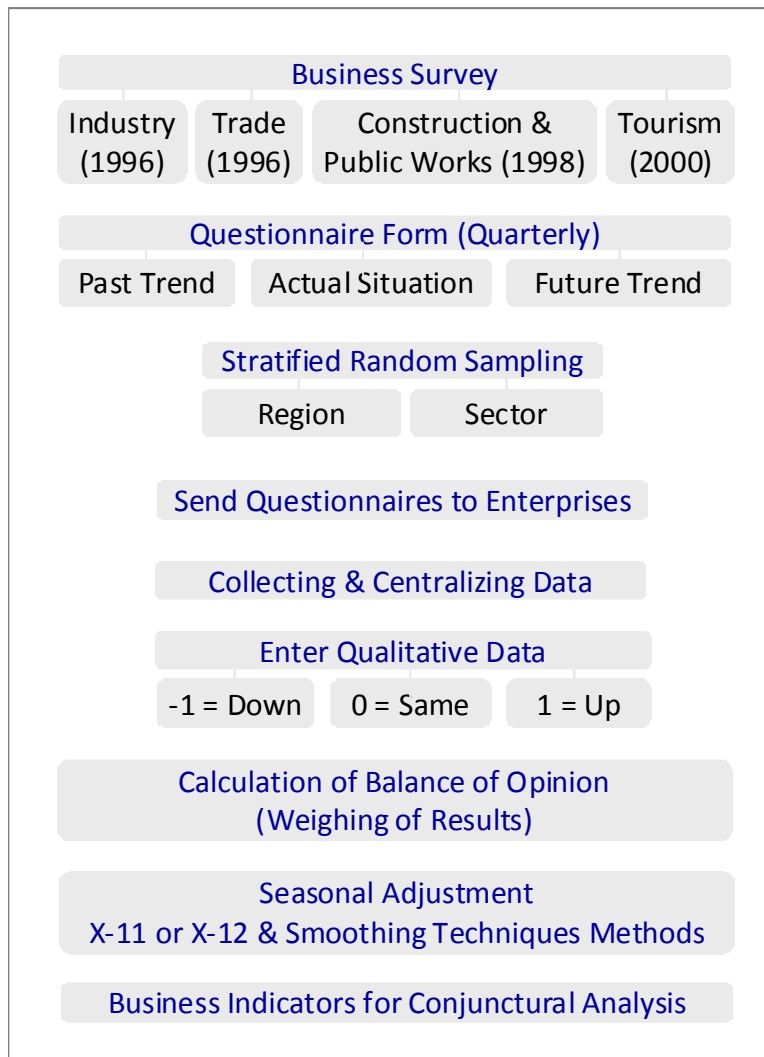 Business Survey
Industry Trade Construction & Tourism
(1996) (1996) Public Works (1998) (2000)
Questionnaire Form (Quarterly)
Past Trend Actual Situation Future Trend
Stratified Random Sampling
Region Sector
Send Questionnaires to Enterprises
Collecting & Centralizing Data
Enter Qualitative Data
-1 = Down 0 = Same 1 = Up
Calculation of Balance of Opinion
(Weighing of Results)
Seasonal Adjustment
X-11 or X-12 & Smoothing Techniques Methods
Business Indicators for Conjunctural Analysis